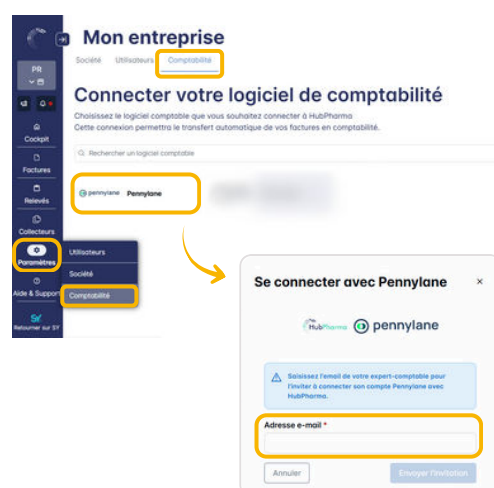 Mon entreprise
Société Utilisateurs Comptabilité
PR
Connecter votre logiciel de comptabilité
Choisissez le logiciel comptable que vous souhaitez connecter à HubPharma
Cette connexion permettra le transfert automatique de vos factures en comptabilité.
Cockpit
Rechercher un logiciel comptable
Factures
pennylane Pennylane
Relevés
Collecteurs
Paramètres
Utilisateurs
Société
Comptabilité
Aide & Support
SY
Retourner sur SY
Se connecter avec Pennylane ×
HubPharma pennylane
Saisissez l'email de votre expert-comptable pour
l'inviter à connecter son compte Pennylane avec
HubPharma.
Adresse e-mail *
Annuler Envoyer l'invitation